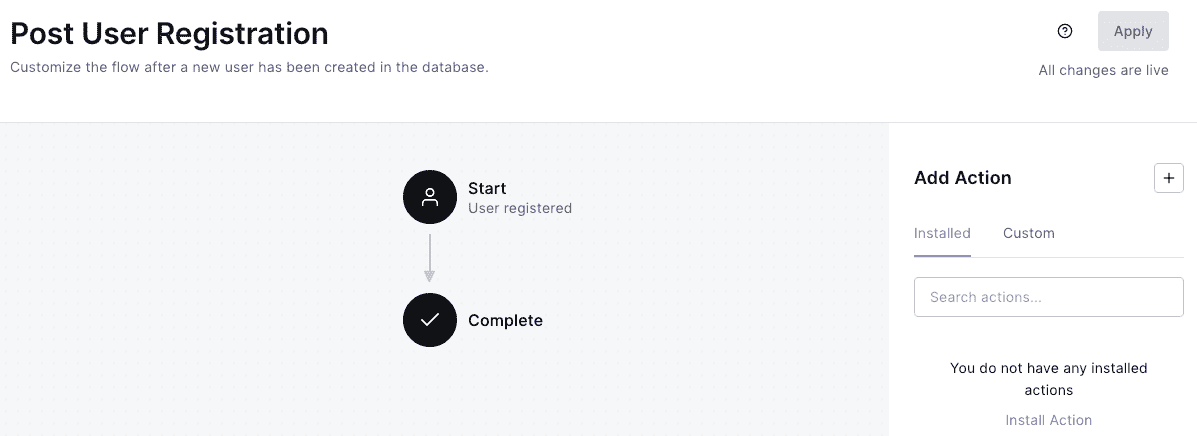 Post User Registration
Apply
Customize the flow after a new user has been created in the database.
All changes are live
Start
User registered
Complete
Add Action
Installed
Custom
Search actions...
You do not have any installed
actions
Install Action